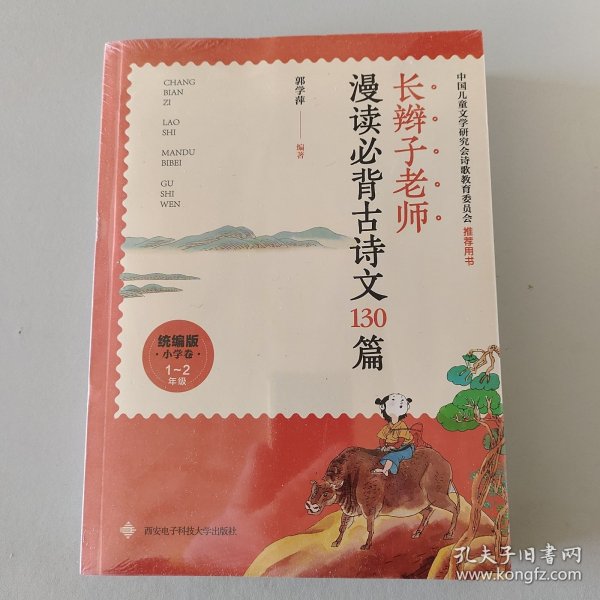 中国儿童文学研究会诗歌教育委员会 推荐用书
长辫子老师
漫读必背古诗文130篇
郭学萍 编著
CHANG
BIAN
ZI
LAO
SHI
MANDU
BIBEI
GU
SHI
WEN
统编版
·小学卷·
1~2
年级
西安电子科技大学出版社
孔夫子旧书网
www.kongfz.com